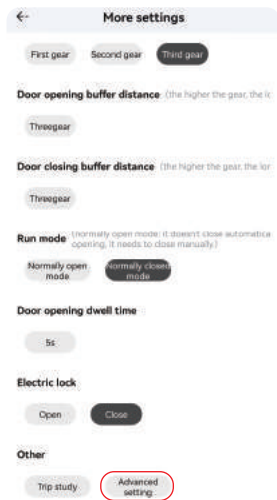 More settings
First gear Second gear Third gear
Door opening buffer distance (the higher the gear, the lo
Threegear
Door closing buffer distance (the higher the gear, the lon
Threegear
Run mode (normally open mode: it doesn't close automatica
opening, it needs to close manually.)
Normally open Normally closed
mode mode
Door opening dwell time
5s
Electric lock
Open Close
Other
Trip study Advanced
setting